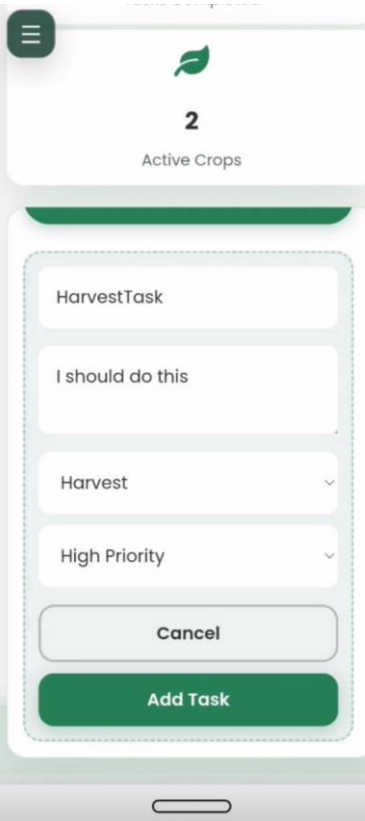 2
Active Crops
HarvestTask
I should do this
Harvest
High Priority
Cancel
Add Task